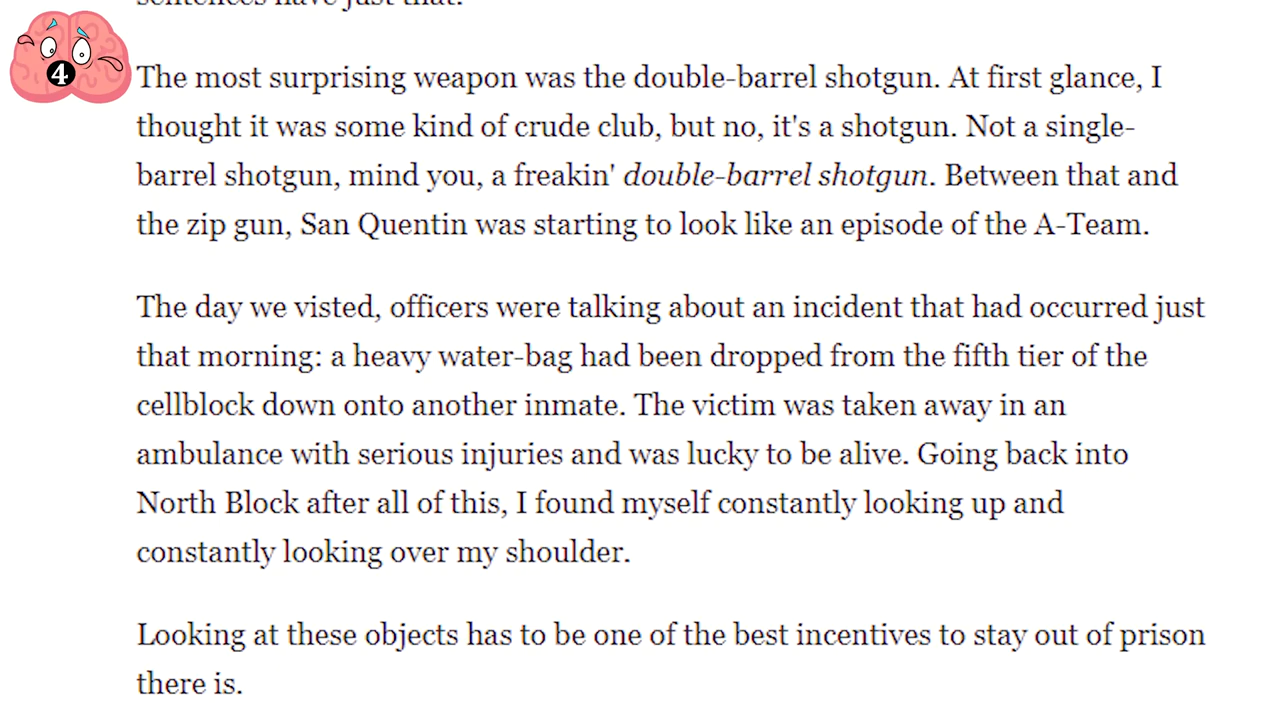 sentences have just that.
4
The most surprising weapon was the double-barrel shotgun. At first glance, I
thought it was some kind of crude club, but no, it's a shotgun. Not a single-
barrel shotgun, mind you, a freakin' double-barrel shotgun. Between that and
the zip gun, San Quentin was starting to look like an episode of the A-Team.
The day we visted, officers were talking about an incident that had occurred just
that morning: a heavy water-bag had been dropped from the fifth tier of the
cellblock down onto another inmate. The victim was taken away in an
ambulance with serious injuries and was lucky to be alive. Going back into
North Block after all of this, I found myself constantly looking up and
constantly looking over my shoulder.
Looking at these objects has to be one of the best incentives to stay out of prison
there is.